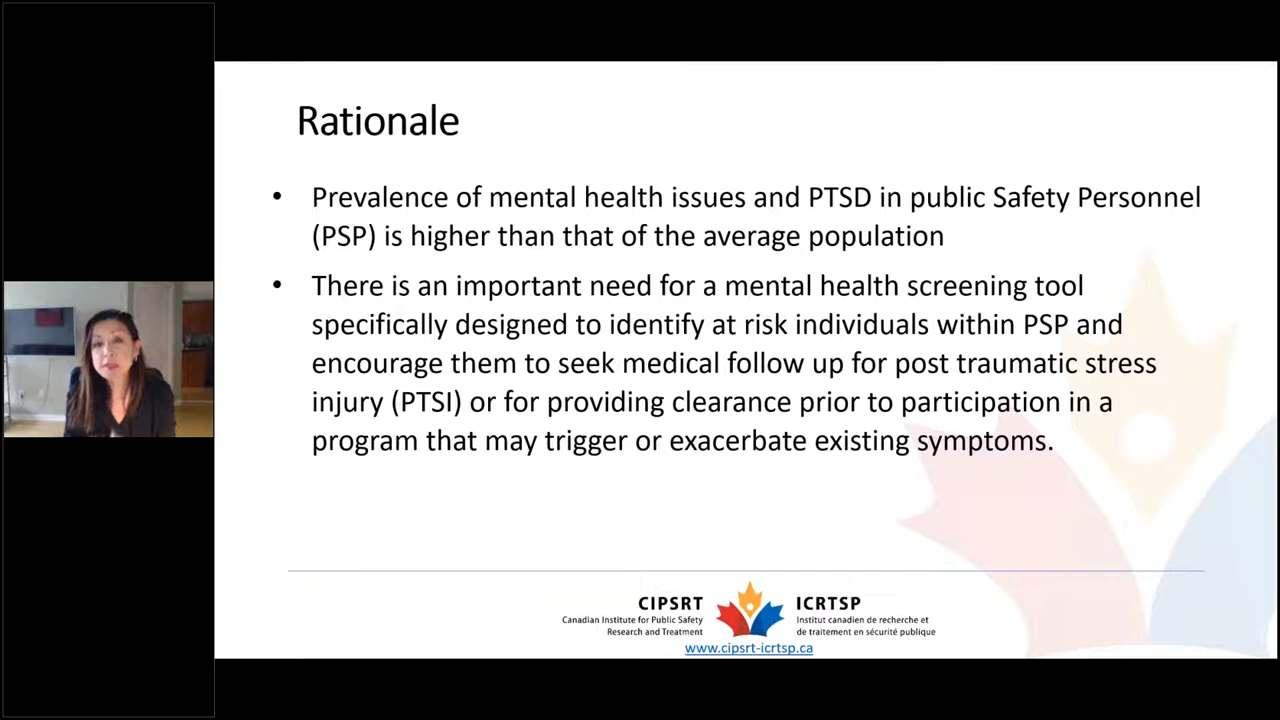 Rationale
• Prevalence of mental health issues and PTSD in public Safety Personnel
(PSP) is higher than that of the average population
• There is an important need for a mental health screening tool
specifically designed to identify at risk individuals within PSP and
encourage them to seek medical follow up for post traumatic stress
injury (PTSI) or for providing clearance prior to participation in a
program that may trigger or exacerbate existing symptoms.
CIPSRT
Canadian Institute for Public Safety
Research and Treatment
ICRTSP
Institut canadien de recherche et
de traitement en sécurité publique
www.cipsrt-icrtsp.ca